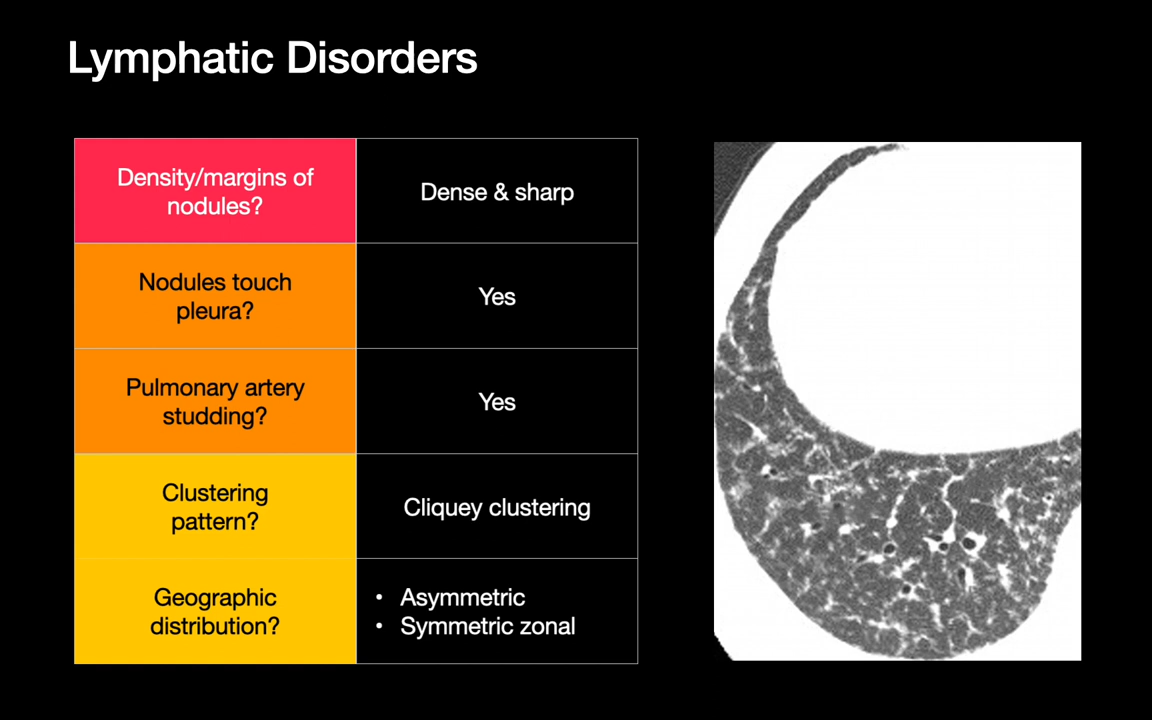 Lymphatic Disorders
Density/margins of
nodules?
Dense & sharp
Nodules touch
pleura?
Yes
Pulmonary artery
studding?
Yes
Clustering
pattern?
Cliquey clustering
Geographic
distribution?
• Asymmetric
• Symmetric zonal